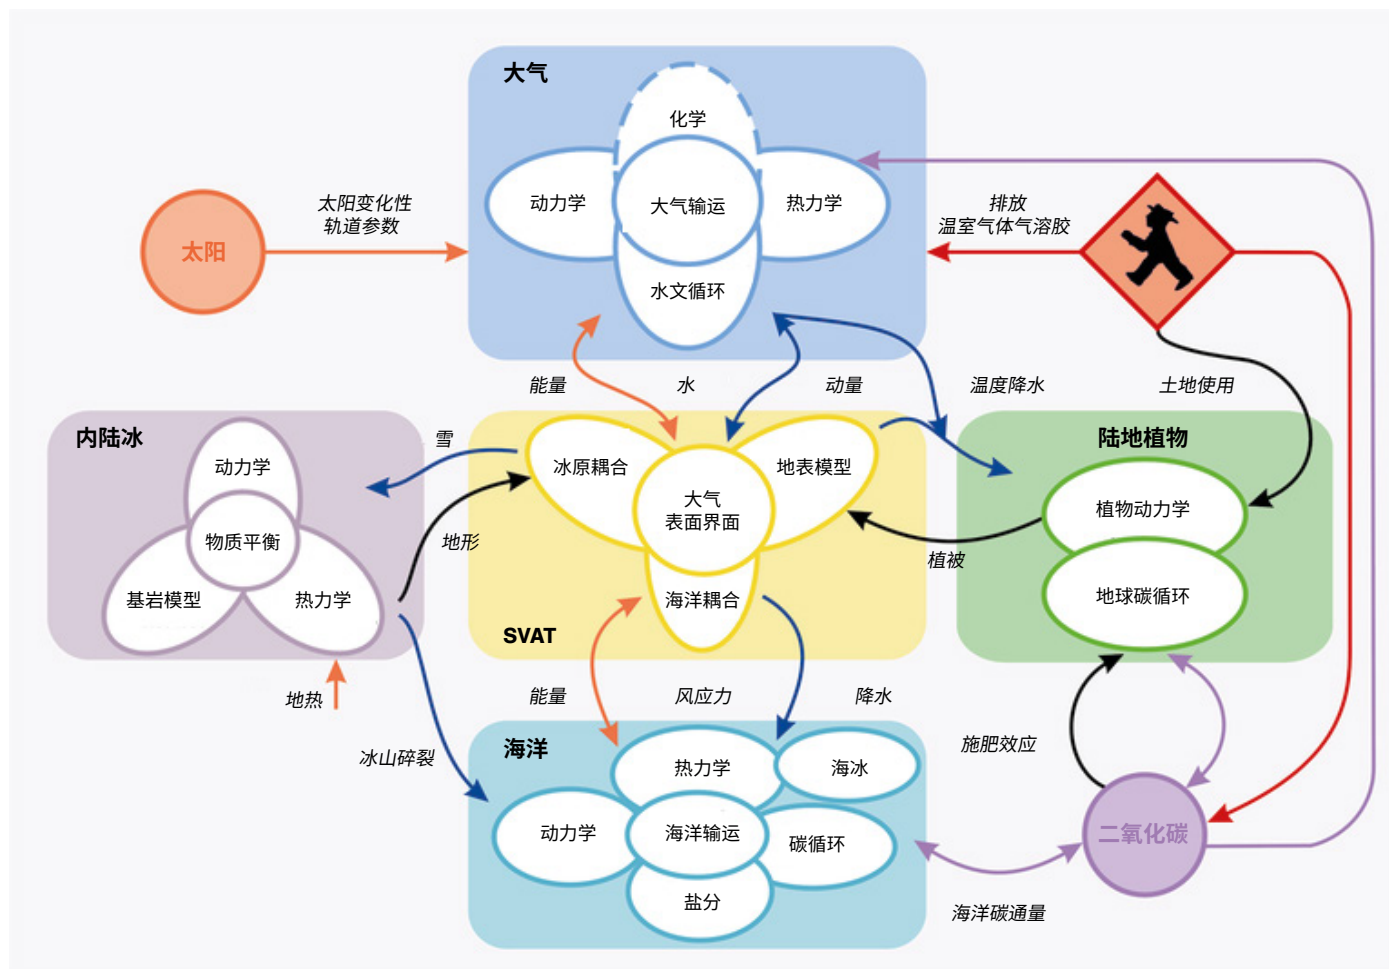 大气
化学
动力学
大气输运
热力学
水文循环
太阳
太阳变化性
轨道参数
排放
温室气体气溶胶
能量
水
动量
温度降水
土地使用
内陆冰
动力学
物质平衡
基岩模型
热力学
雪
地形
地热
冰山碎裂
冰原耦合
大气
表面界面
地表模型
海洋耦合
SVAT
陆地植物
植物动力学
地球碳循环
植被
能量
风应力
降水
施肥效应
海洋
热力学
海冰
动力学
海洋输运
碳循环
盐分
二氧化碳
海洋碳通量